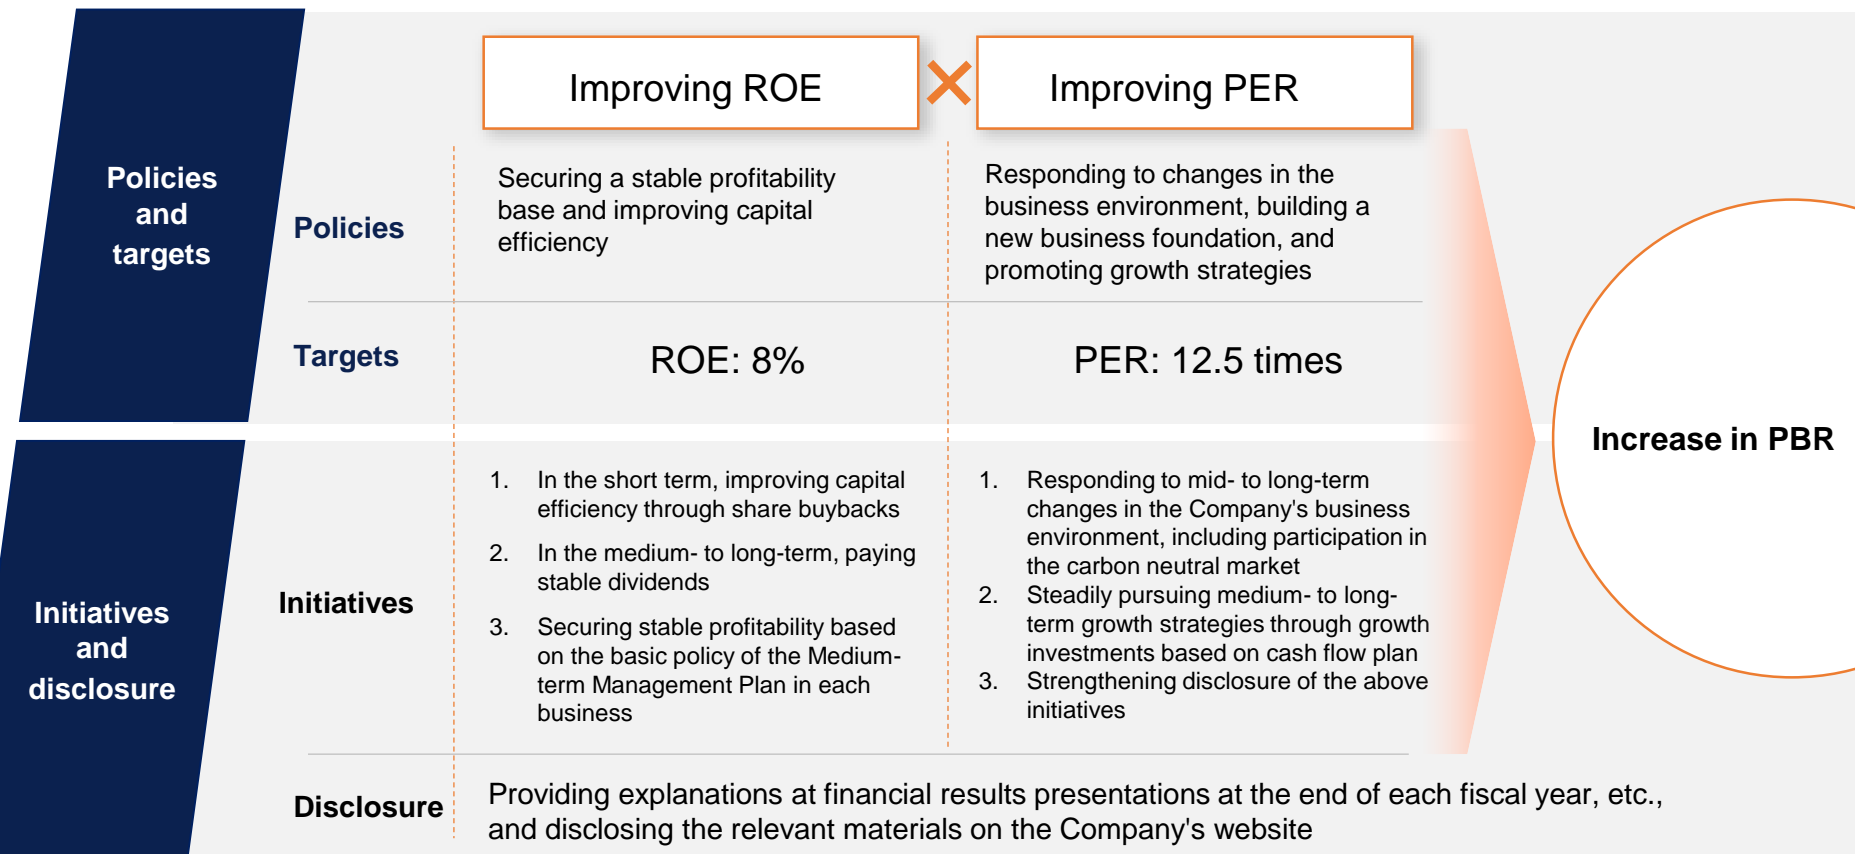 Improving ROE
×
Improving PER
Policies
and
targets
Policies
Securing a stable profitability
base and improving capital
efficiency
Responding to changes in the
business environment, building a
new business foundation, and
promoting growth strategies
Targets
ROE: 8%
PER: 12.5 times
Increase in PBR
Initiatives
and
disclosure
Initiatives
1. In the short term, improving capital
efficiency through share buybacks
2. In the medium- to long-term, paying
stable dividends
3. Securing stable profitability based
on the basic policy of the Medium-
term Management Plan in each
business
1. Responding to mid- to long-term
changes in the Company's business
environment, including participation in
the carbon neutral market
2. Steadily pursuing medium- to long-
term growth strategies through growth
investments based on cash flow plan
3. Strengthening disclosure of the above
initiatives
Disclosure
Providing explanations at financial results presentations at the end of each fiscal year, etc.,
and disclosing the relevant materials on the Company's website